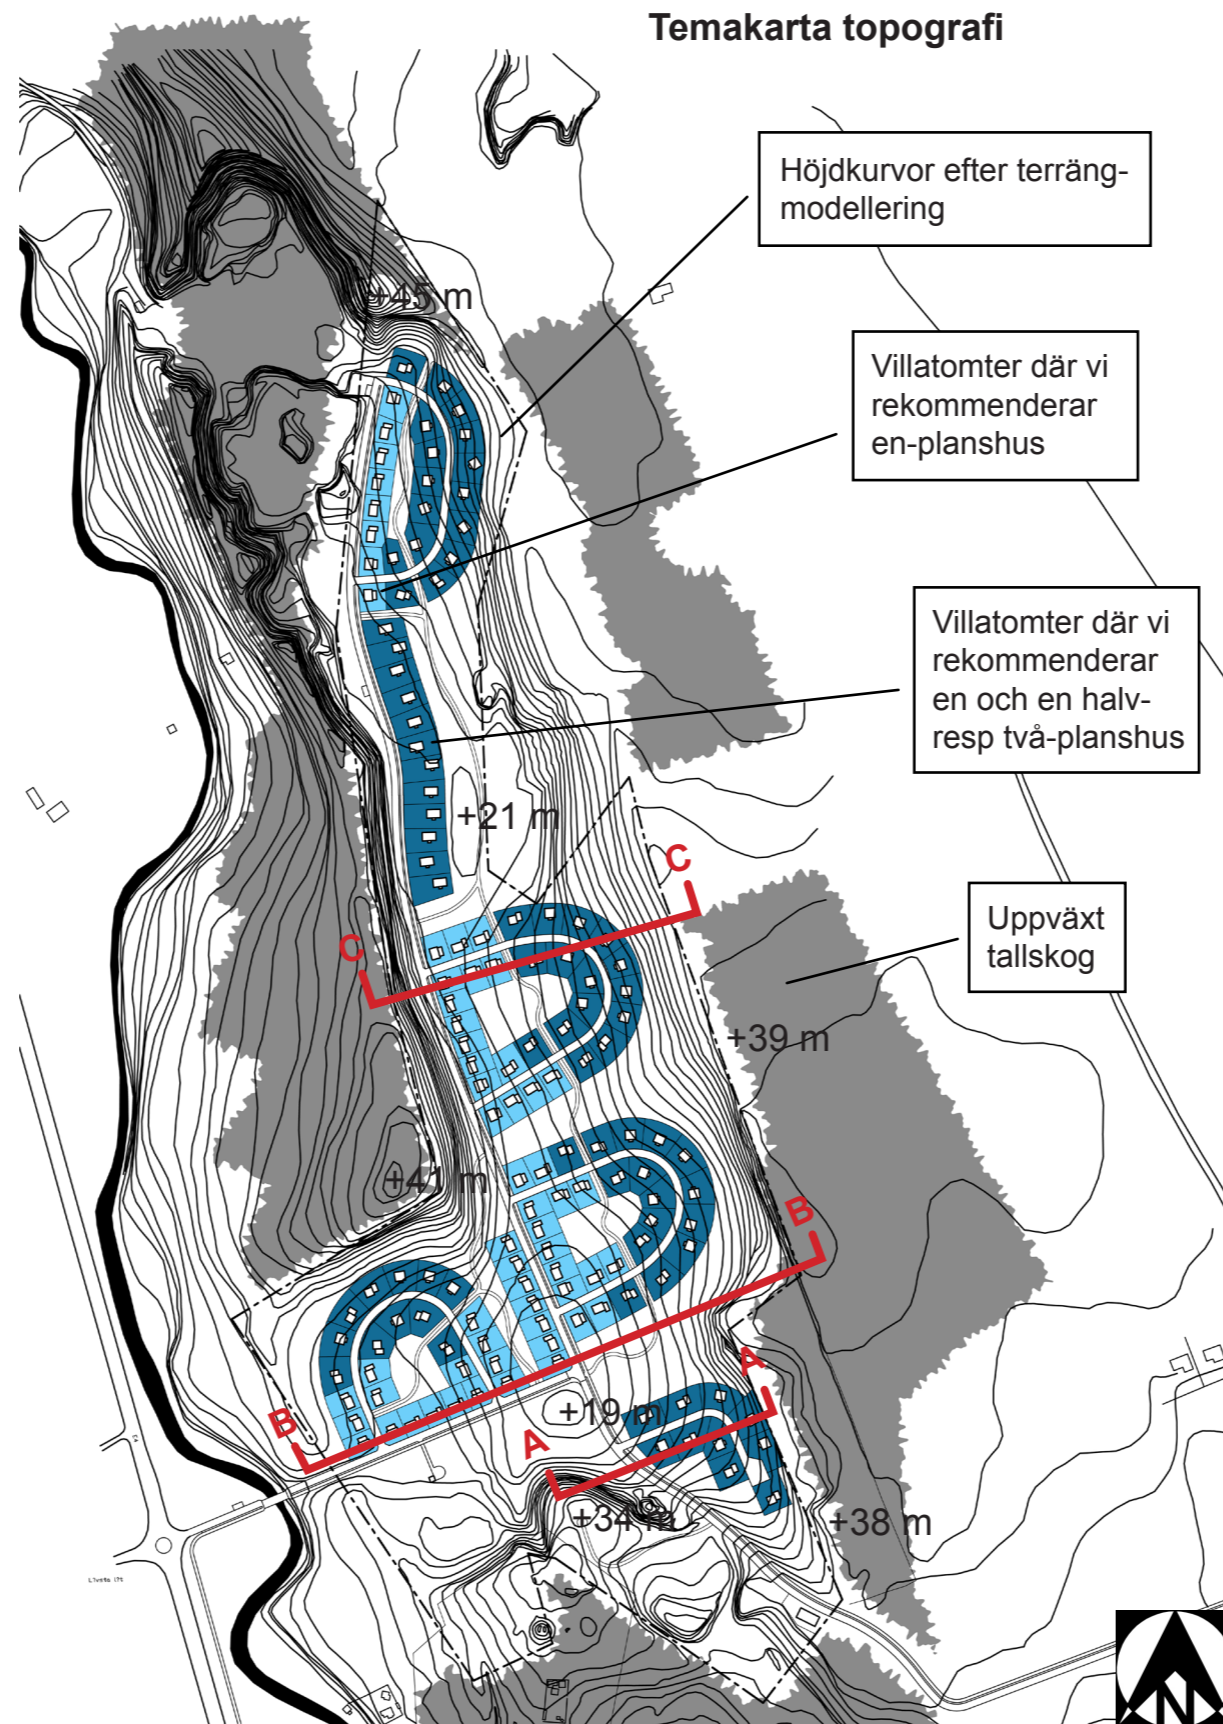 Temakarta topografi
Höjdkurvor efter terräng-
modellering
+45 m
Villatomter där vi
rekommenderar
en-planshus
Villatomter där vi
rekommenderar
en och en halv-
resp två-planshus
+21 m
C
C
Uppväxt
tallskog
+39 m
+41 m
B
B
A
A
+19 m
+34 m
+38 m
N